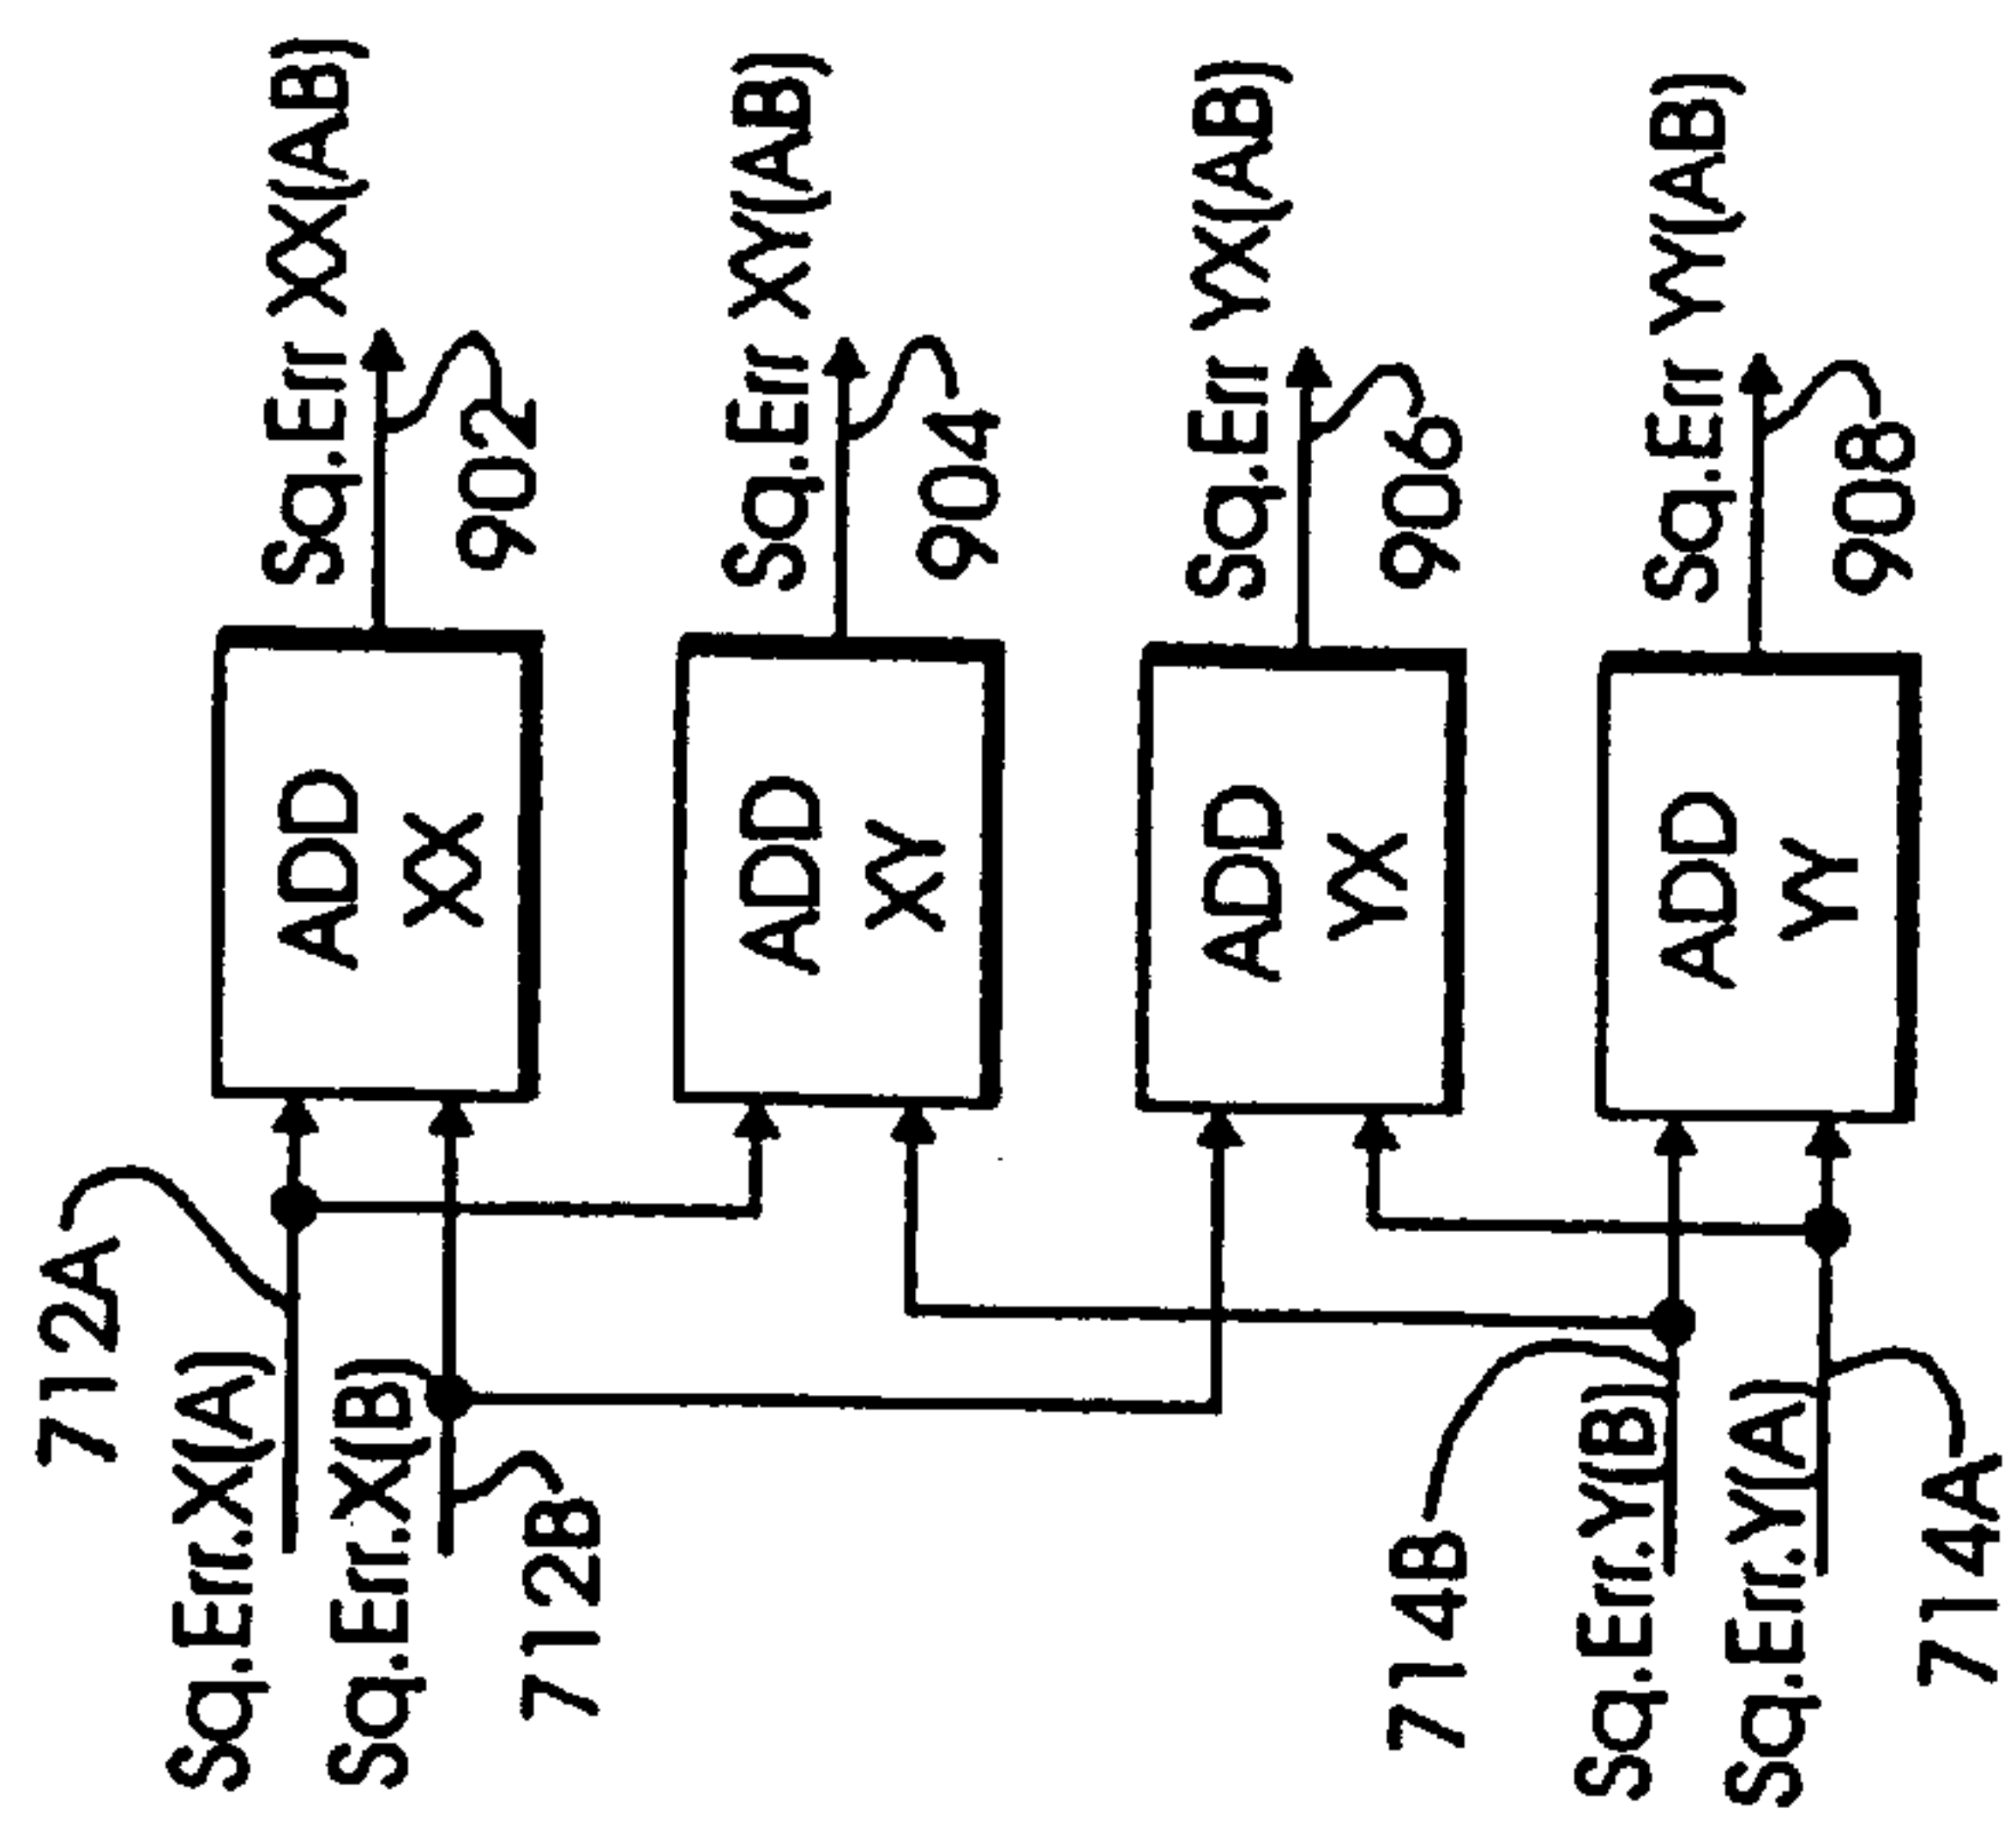 712A
Sq.Err.X(A)
Sq.Err.X(B)
712B
714B
Sq.Err.Y(B)
Sq.Err.Y(A)
714A
ADD
XX
ADD
XY
ADD
YX
ADD
YY
Sq.Err XX(AB)
902
Sq.Err XY(AB)
904
Sq.Err YX(AB)
906
Sq.Err YY(AB)
908